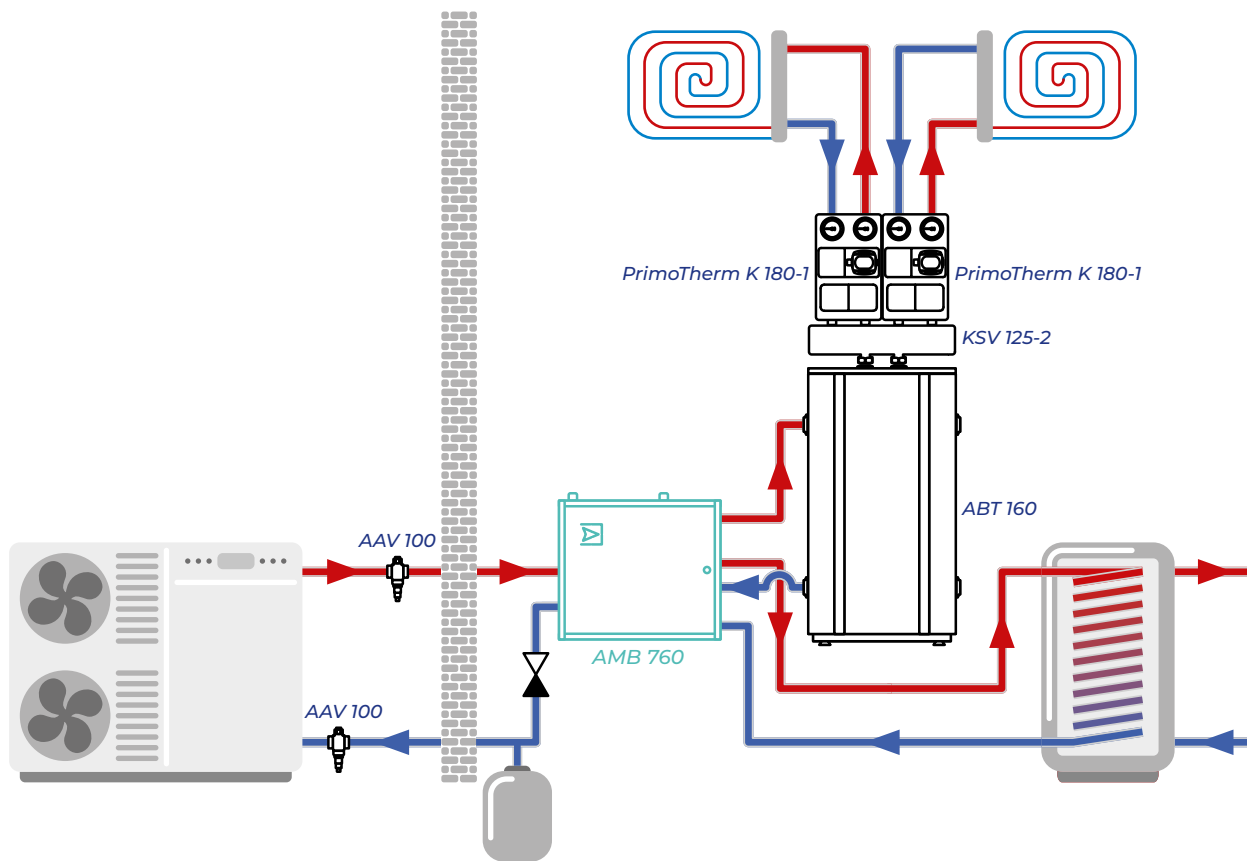 PrimoTherm K 180-1
PrimoTherm K 180-1
KSV 125-2
ABT 160
AAV 100
AMB 760
AAV 100